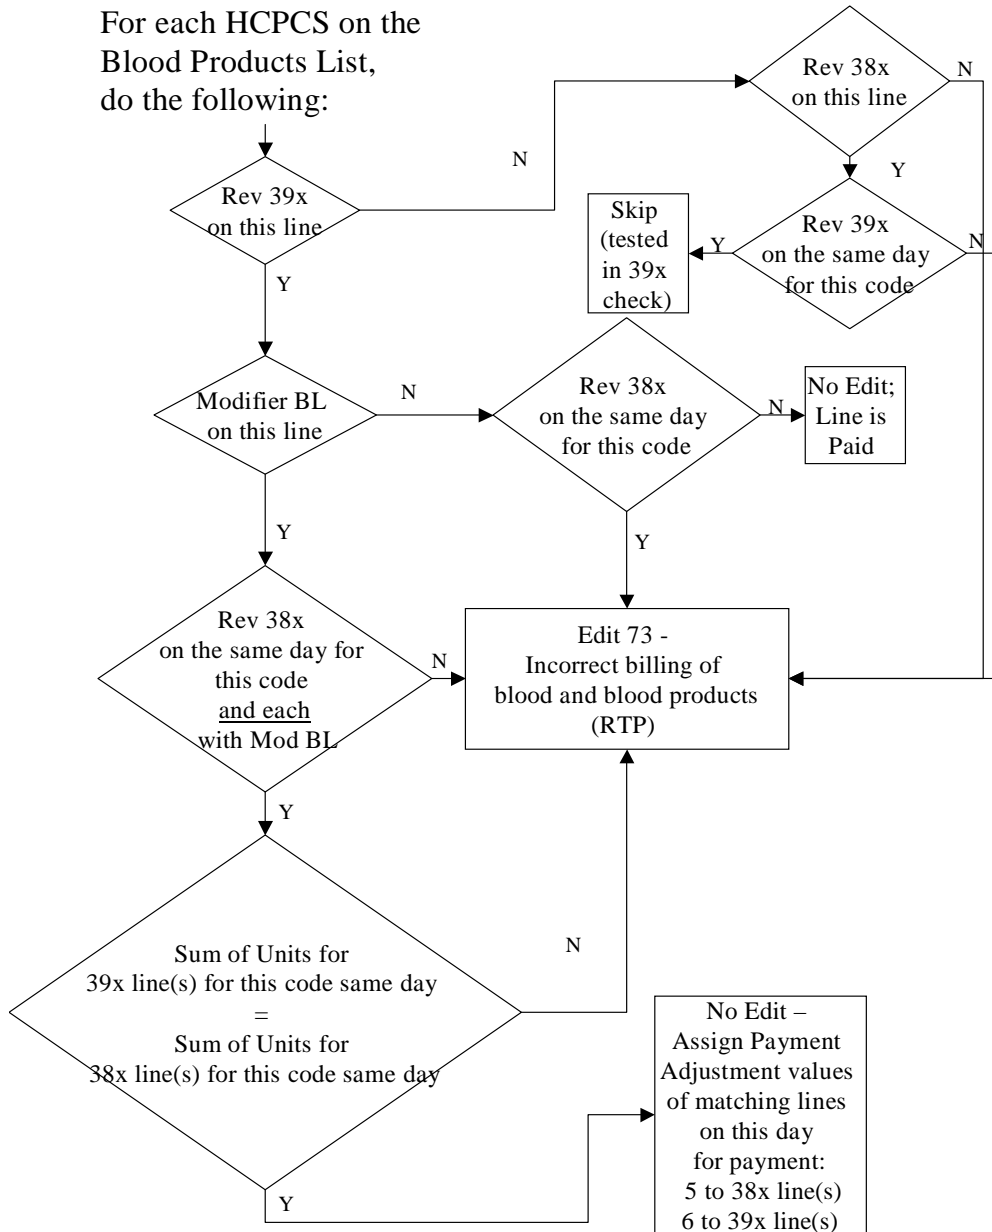 For each HCPCS on the
Blood Products List,
do the following:
Rev 38x
on this line
N
N
Y
Rev 39x
on this line
Skip
(tested
in 39x
check)
Y
Rev 39x
on the same day
for this code
N
Y
Modifier BL
on this line
N
Rev 38x
on the same day
for this code
N
No Edit;
Line is
Paid
Y
Y
Rev 38x
on the same day for
this code
and each
with Mod BL
N
Edit 73 -
Incorrect billing of
blood and blood products
(RTP)
Y
Sum of Units for
39x line(s) for this code same day
=
Sum of Units for
38x line(s) for this code same day
N
No Edit –
Assign Payment
Adjustment values
of matching lines
on this day
for payment:
5 to 38x line(s)
6 to 39x line(s)
Y